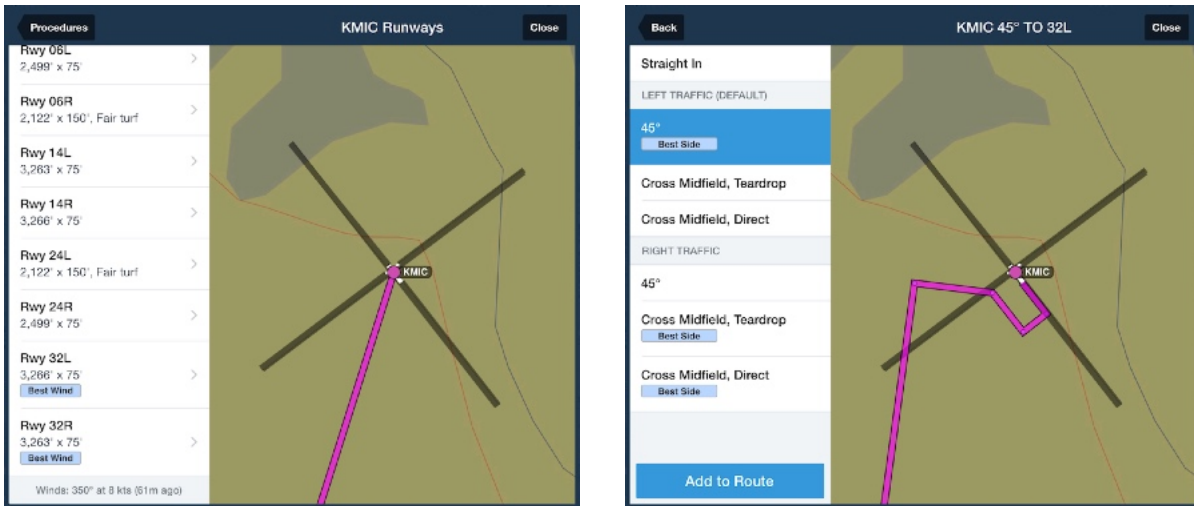 Procedures
KMIC Runways
Close
Rwy 06L
2,499' x 75'
Rwy 06R
2,122' x 150', Fair turf
Rwy 14L
3,263' x 75'
Rwy 14R
3,266' x 75'
Rwy 24L
2,122' x 150', Fair turf
Rwy 24R
2,499' x 75'
Rwy 32L
3,266' x 75'
Best Wind
Rwy 32R
3,263' x 75'
Best Wind
Winds: 350° at 8 kts (61m ago)
KMIC
Back
KMIC 45° TO 32L
Close
Straight In
LEFT TRAFFIC (DEFAULT)
45°
Best Side
Cross Midfield, Teardrop
Cross Midfield, Direct
RIGHT TRAFFIC
45°
Cross Midfield, Teardrop
Best Side
Cross Midfield, Direct
Best Side
Add to Route
KMIC